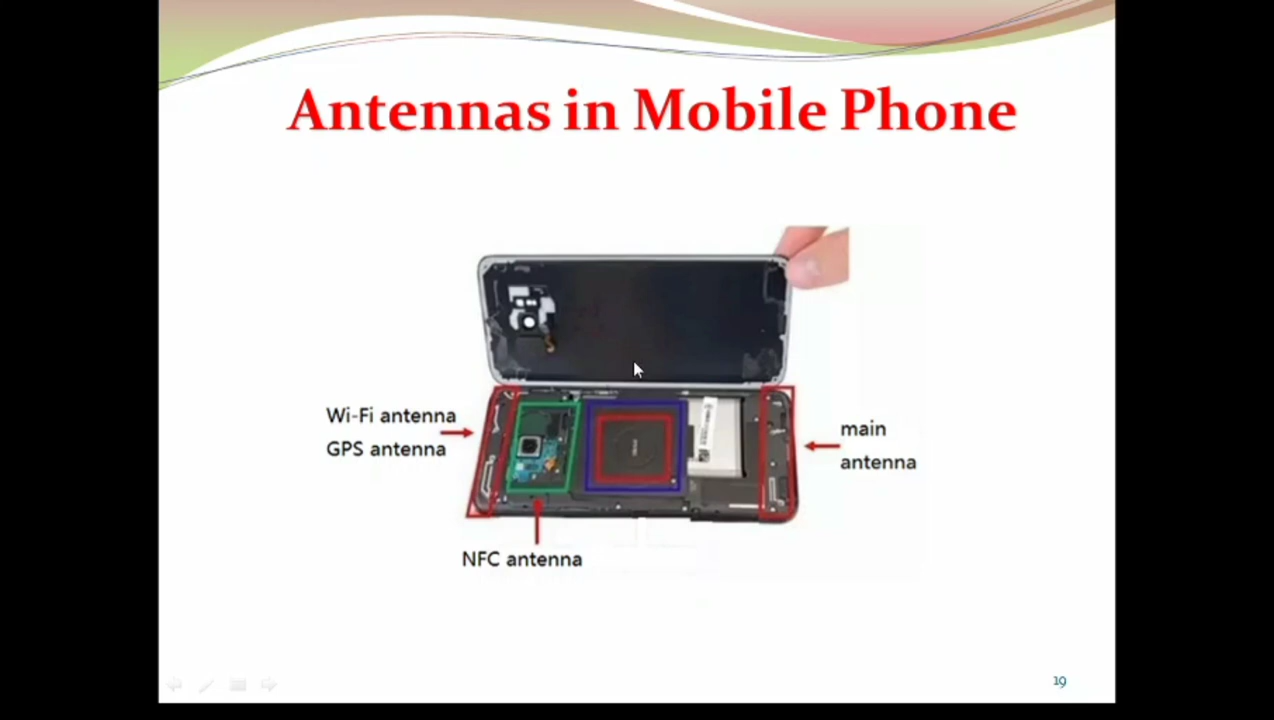 Antennas in Mobile Phone
Wi-Fi antenna
GPS antenna
main
antenna
NFC antenna
19